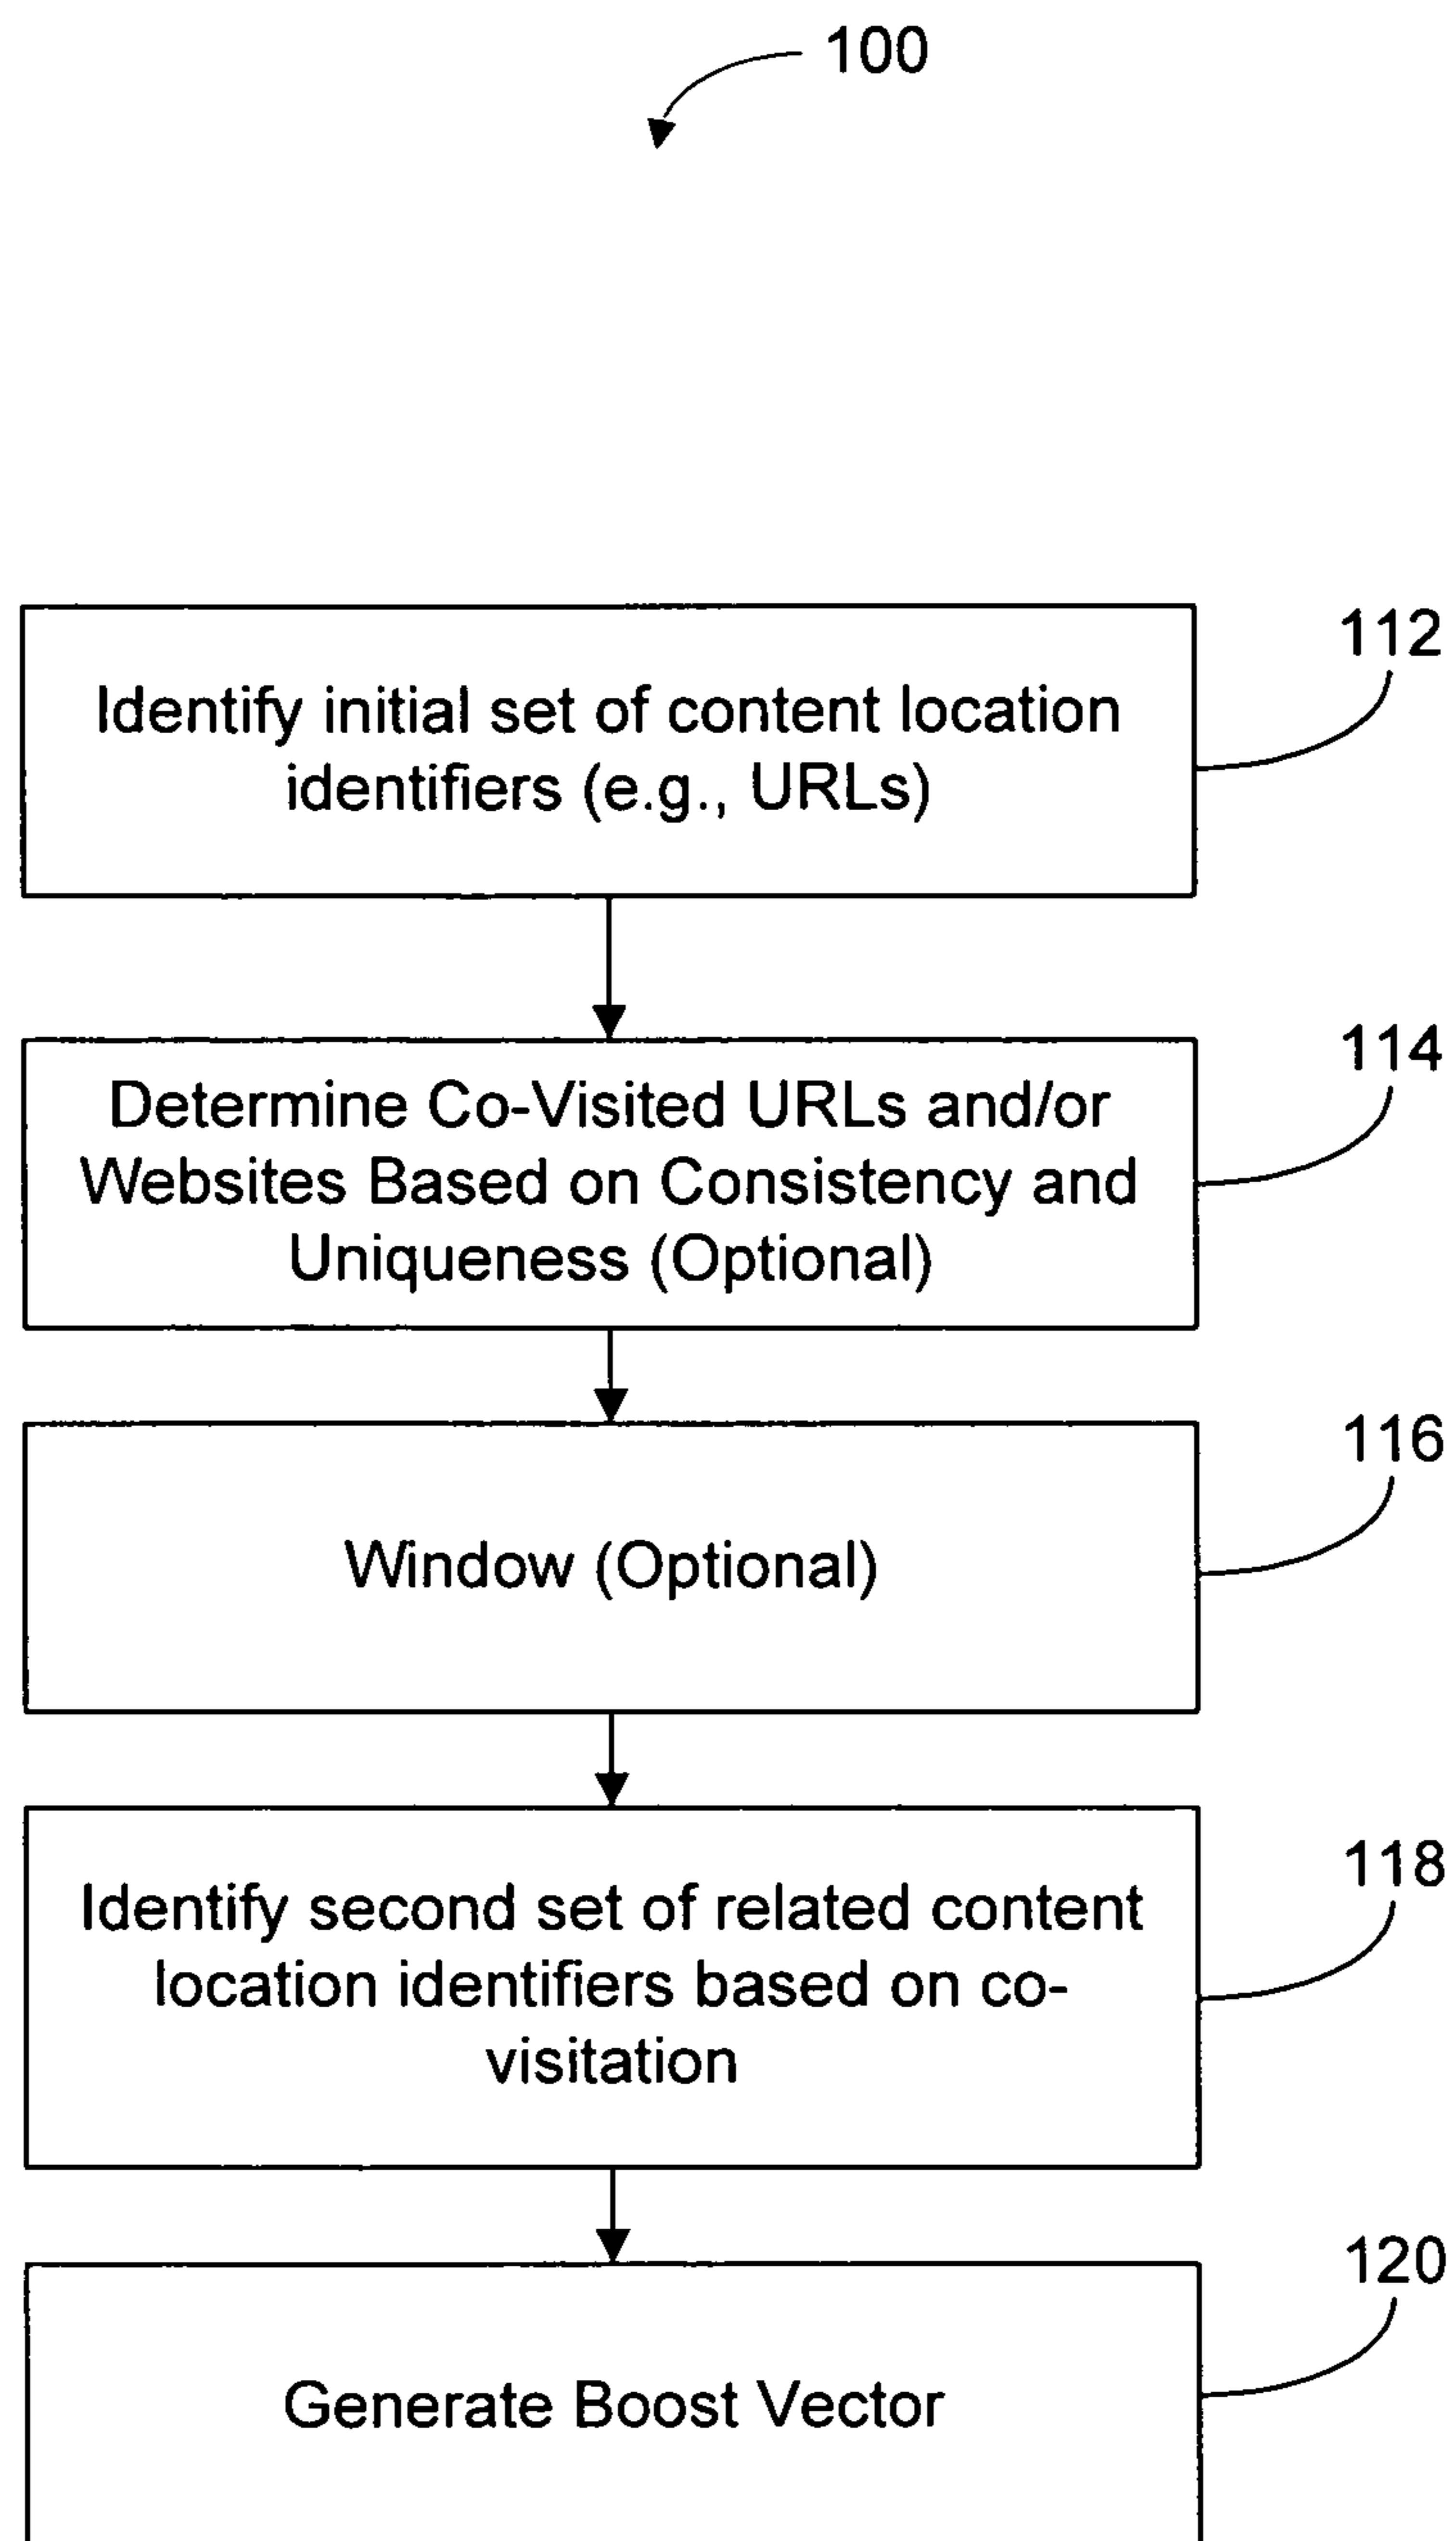 100
112
Identify initial set of content location
identifiers (e.g., URLs)
114
Determine Co-Visited URLs and/or
Websites Based on Consistency and
Uniqueness (Optional)
116
Window (Optional)
118
Identify second set of related content
location identifiers based on co-
visitation
120
Generate Boost Vector